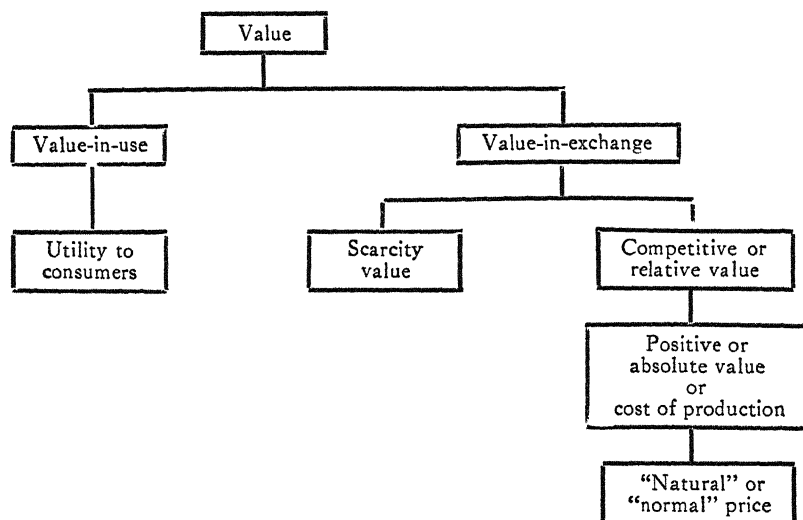 Value
Value-in-use
Value-in-exchange
Utility to
consumers
Scarcity
value
Competitive or
relative value
Positive or
absolute value
or
cost of production
“Natural” or
“normal” price